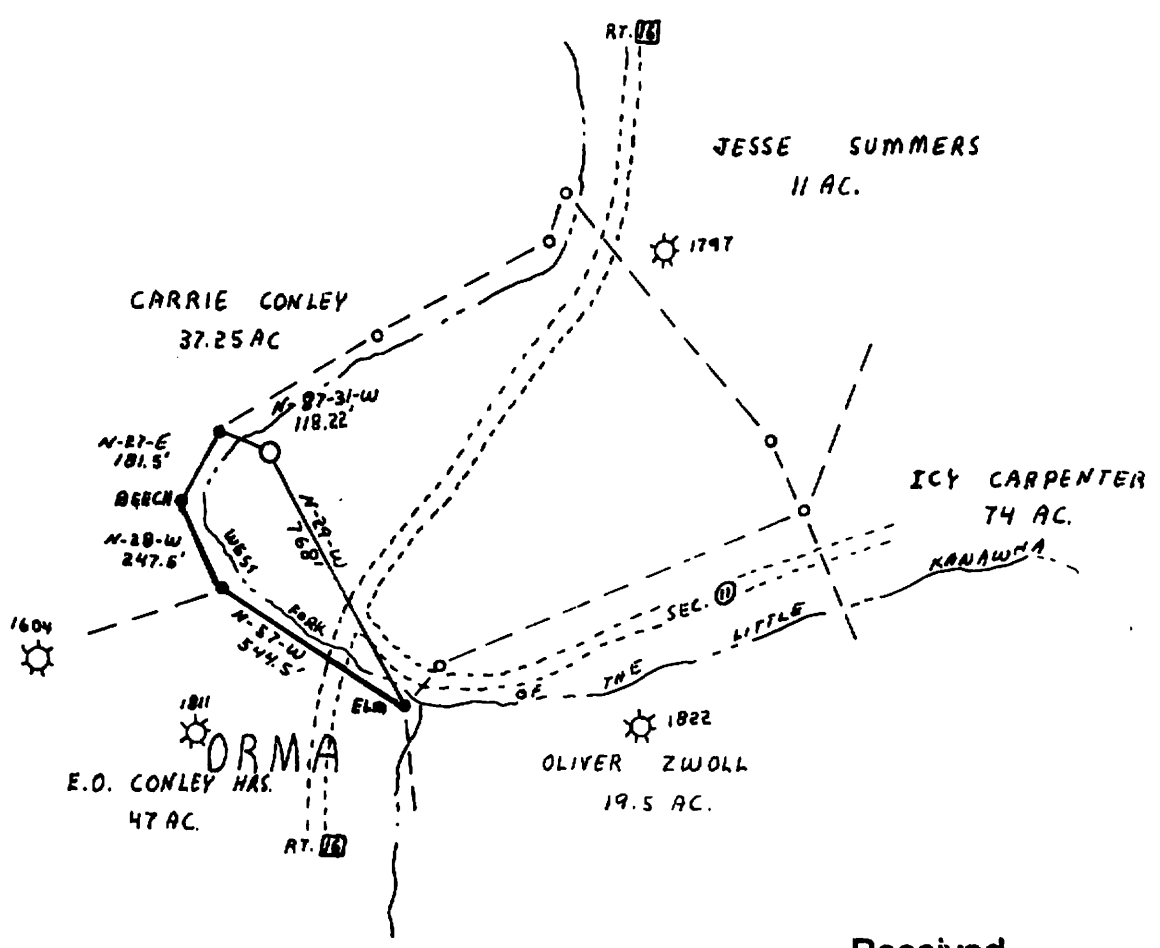 RT. 16
JESSE SUMMERS
11 AC.
1797
CARRIE CONLEY
37.25 AC
N-87-31-W
118.22'
N-27-E
181.5'
BEECH
N-28-W
247.5'
N-29-W
768'
ICY CARPENTER
74 AC.
WEST FORK OF THE LITTLE KANAWHA
SEC. 11
N-57-W
544.5'
1604
ELM
1811
ORMA
1822
E.O. CONLEY HRS.
47 AC.
OLIVER ZWOLL
19.5 AC.
RT. 16
Received